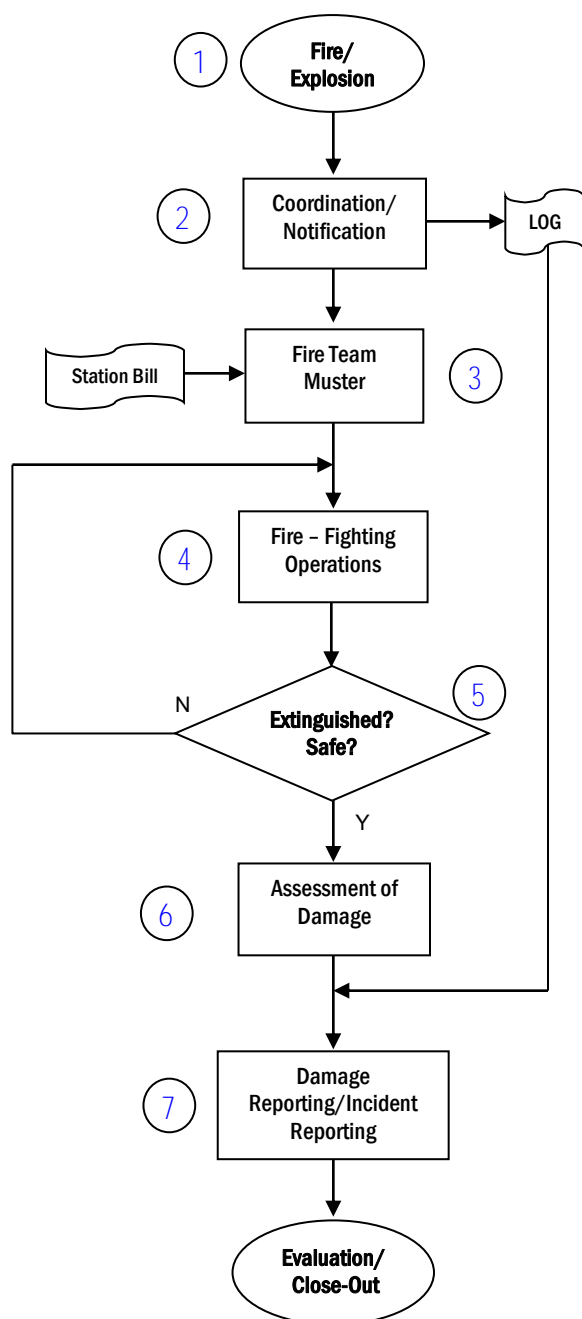 1
Fire/
Explosion
2
Coordination/
Notification
LOG
Station Bill
Fire Team
Muster
3
4
Fire – Fighting
Operations
N
Extinguished?
Safe?
5
Y
6
Assessment of
Damage
7
Damage
Reporting/Incident
Reporting
Evaluation/
Close-Out